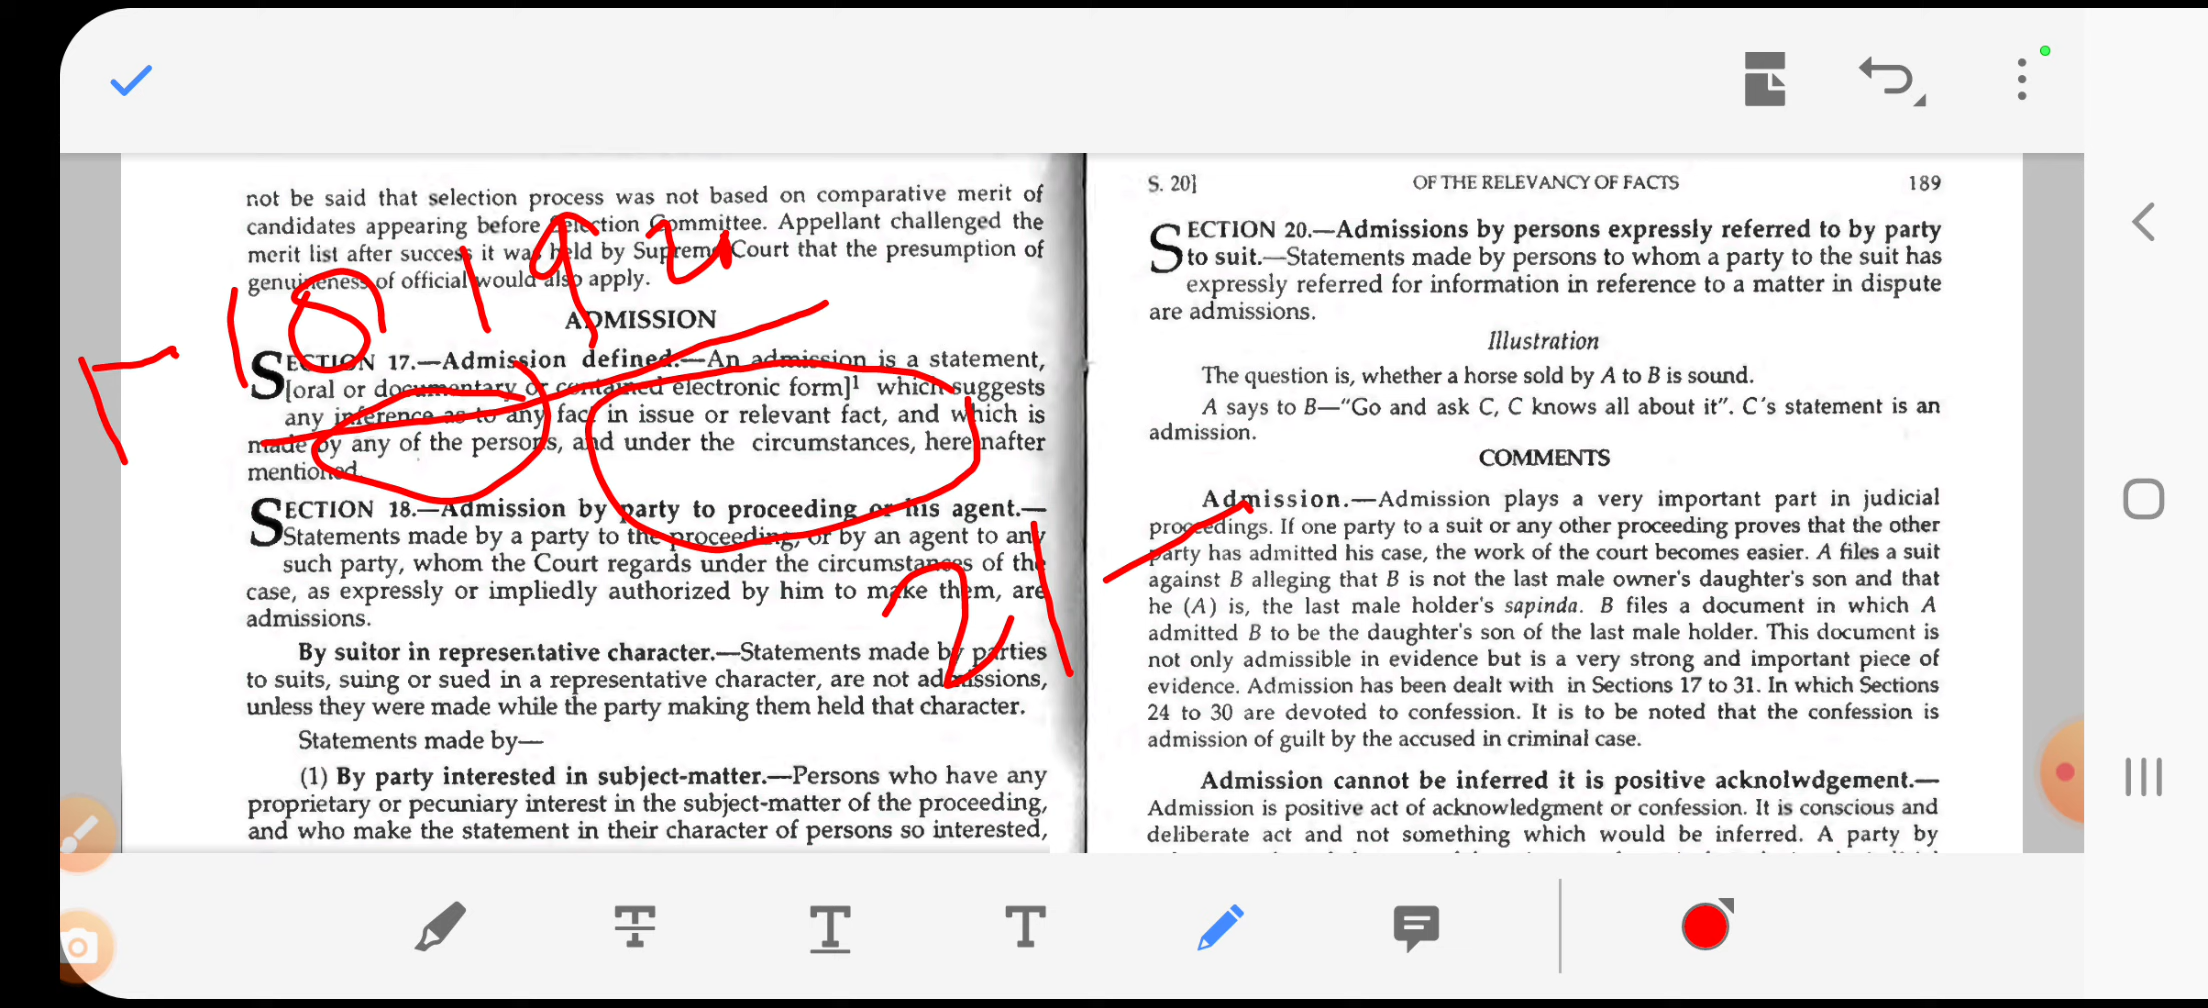 not be said that selection process was not based on comparative merit of
candidates appearing before Selection Committee. Appellant challenged the
merit list after success it was held by Supreme Court that the presumption of
genuineness of official would also apply.
ADMISSION
SECTION 17.—Admission defined.—An admission is a statement,
[oral or documentary or contained electronic form]¹ which suggests
any inference as to any fact in issue or relevant fact, and which is
made by any of the persons, and under the circumstances, hereinafter
mentioned.
SECTION 18.—Admission by party to proceeding or his agent.—
Statements made by a party to the proceeding, or by an agent to any
such party, whom the Court regards under the circumstances of the
case, as expressly or impliedly authorized by him to make them, are
admissions.
By suitor in representative character.—Statements made by parties
to suits, suing or sued in a representative character, are not admissions,
unless they were made while the party making them held that character.
Statements made by—
(1) By party interested in subject-matter.—Persons who have any
proprietary or pecuniary interest in the subject-matter of the proceeding,
and who make the statement in their character of persons so interested,
18 19 20
21
S. 20] OF THE RELEVANCY OF FACTS 189
SECTION 20.—Admissions by persons expressly referred to by party
to suit.—Statements made by persons to whom a party to the suit has
expressly referred for information in reference to a matter in dispute
are admissions.
Illustration
The question is, whether a horse sold by A to B is sound.
A says to B—“Go and ask C, C knows all about it”. C's statement is an
admission.
COMMENTS
Admission.—Admission plays a very important part in judicial
proceedings. If one party to a suit or any other proceeding proves that the other
party has admitted his case, the work of the court becomes easier. A files a suit
against B alleging that B is not the last male owner's daughter's son and that
he (A) is, the last male holder's sapinda. B files a document in which A
admitted B to be the daughter's son of the last male holder. This document is
not only admissible in evidence but is a very strong and important piece of
evidence. Admission has been dealt with in Sections 17 to 31. In which Sections
24 to 30 are devoted to confession. It is to be noted that the confession is
admission of guilt by the accused in criminal case.
Admission cannot be inferred it is positive acknolwdgement.—
Admission is positive act of acknowledgment or confession. It is conscious and
deliberate act and not something which would be inferred. A party by